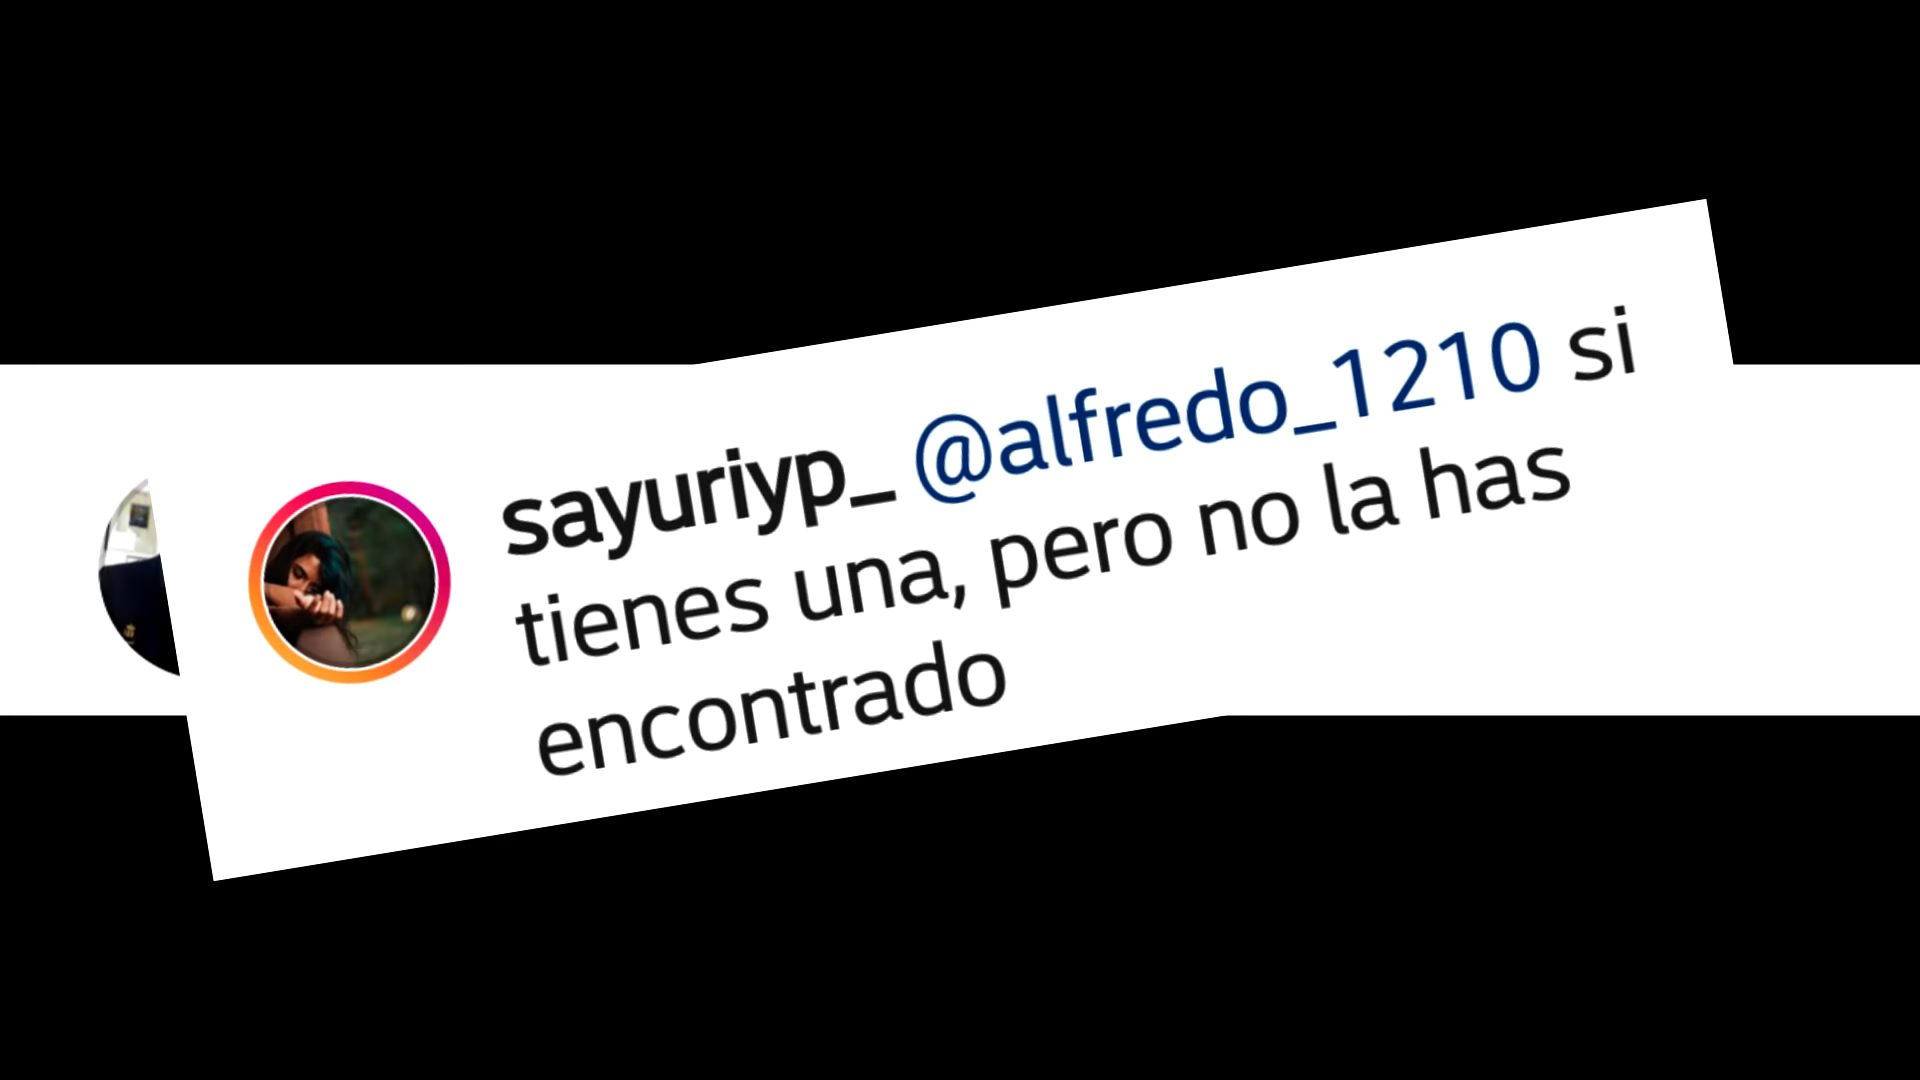 sayuriyp_ @alfredo_1210 si
tienes una, pero no la has
encontrado